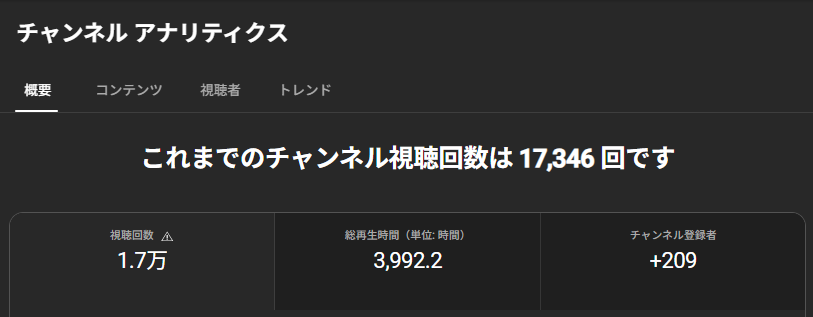 チャンネル アナリティクス
概要 コンテンツ 視聴者 トレンド
これまでのチャンネル視聴回数は 17,346 回です
視聴回数 総再生時間（単位: 時間） チャンネル登録者
1.7万 3,992.2 +209